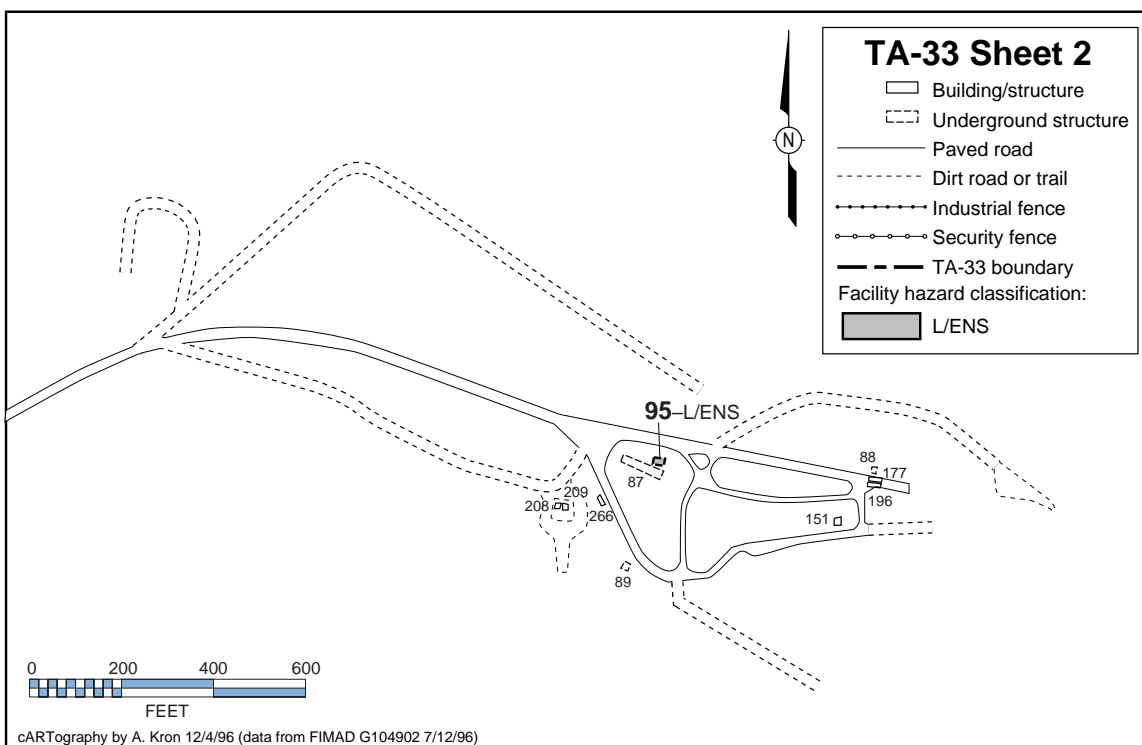 TA-33 Sheet 2
Building/structure
Underground structure
Paved road
Dirt road or trail
Industrial fence
Security fence
TA-33 boundary
Facility hazard classification:
L/ENS
N
95–L/ENS
87
88
177
196
151
208
209
266
89
0 200 400 600
FEET
cARTography by A. Kron 12/4/96 (data from FIMAD G104902 7/12/96)